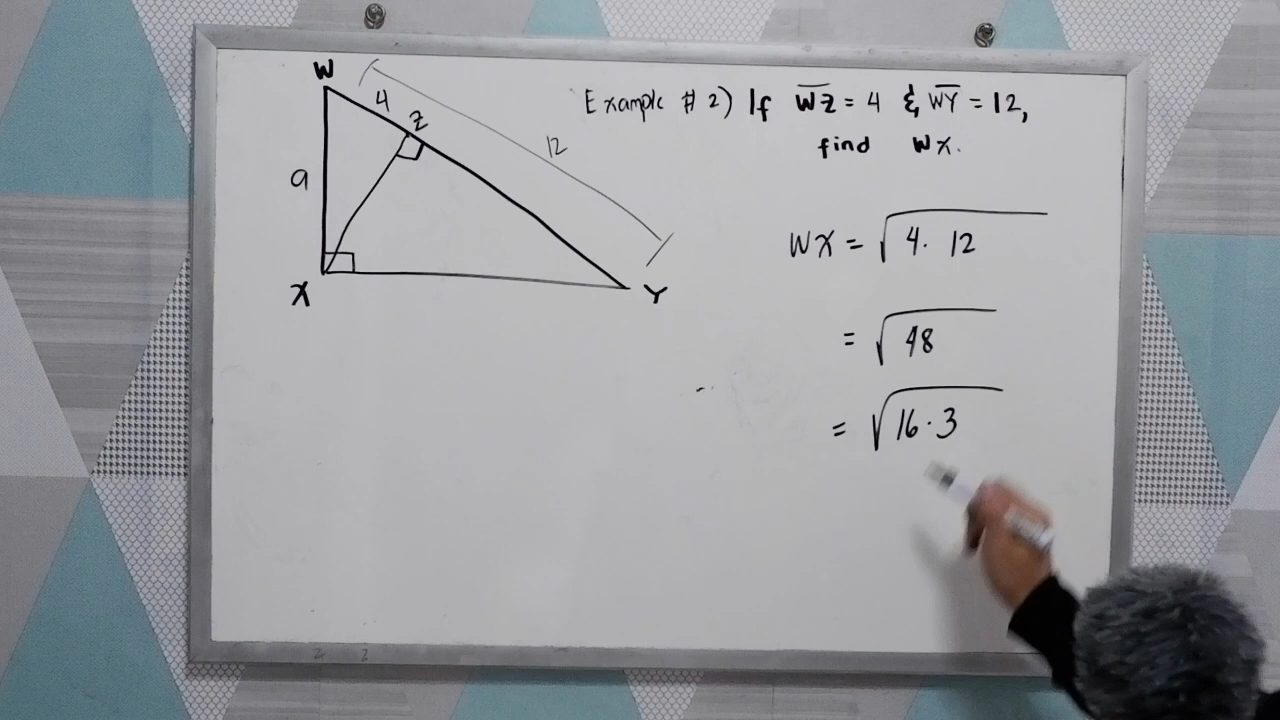 W
4
Z
12
a
X
Y
Example # 2) If WZ = 4 & WY = 12,
find WX.
WX = √4. 12
= √48
= √16·3